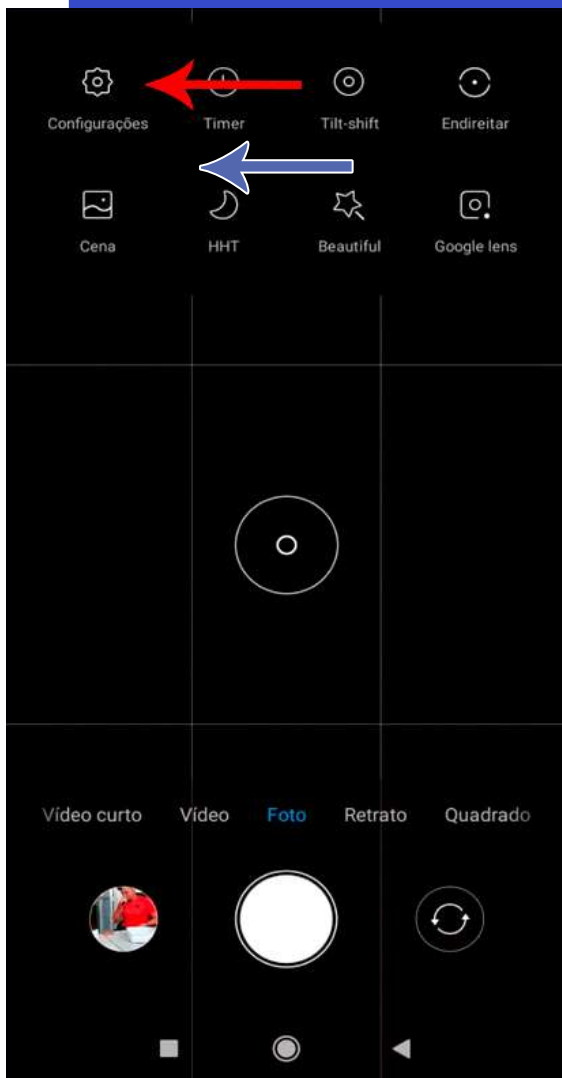 Configurações Timer Tilt-shift Endireitar
Cena HHT Beautiful Google lens
Vídeo curto Vídeo Foto Retrato Quadrado